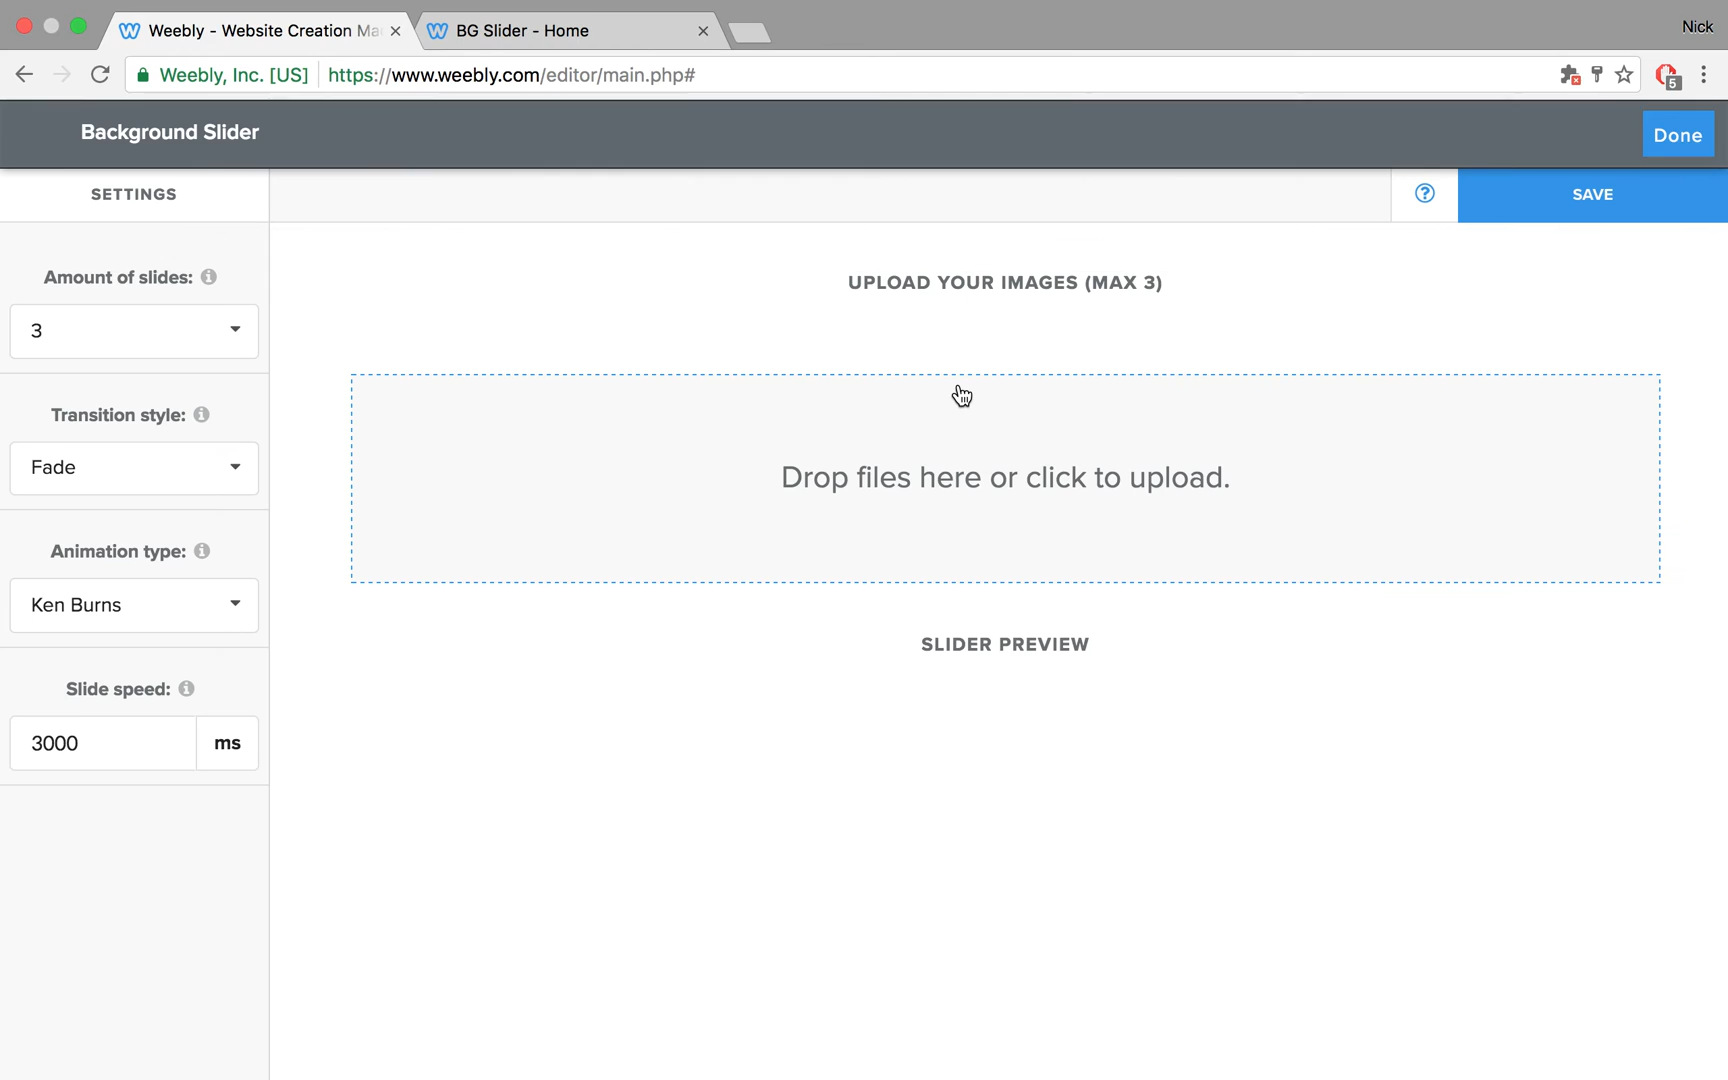 Weebly - Website Creation Ma
BG Slider - Home
Nick
Weebly, Inc. [US]
https://www.weebly.com/editor/main.php#
5
Background Slider
Done
SETTINGS
?
SAVE
Amount of slides:
3
Transition style:
Fade
Animation type:
Ken Burns
Slide speed:
3000
ms
UPLOAD YOUR IMAGES (MAX 3)
Drop files here or click to upload.
SLIDER PREVIEW